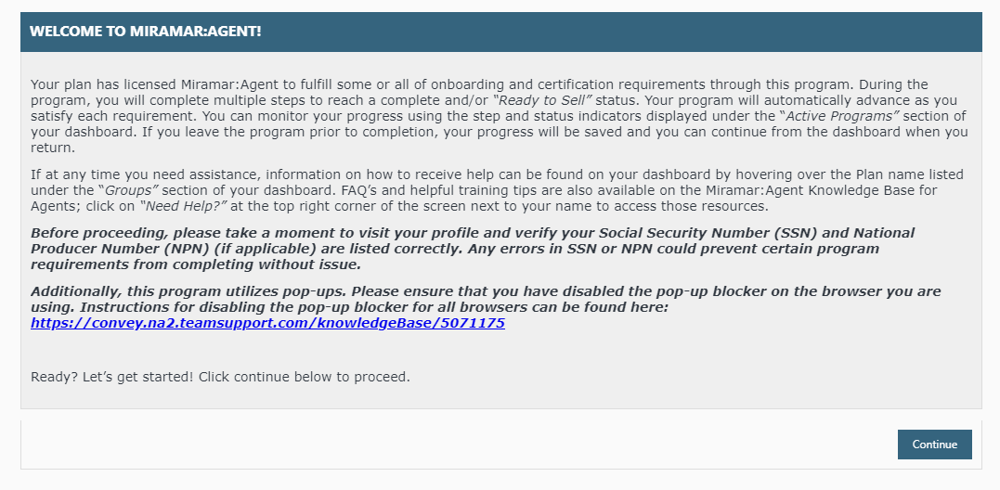 WELCOME TO MIRAMAR:AGENT!
Your plan has licensed Miramar:Agent to fulfill some or all of onboarding and certification requirements through this program. During the
program, you will complete multiple steps to reach a complete and/or “Ready to Sell” status. Your program will automatically advance as you
satisfy each requirement. You can monitor your progress using the step and status indicators displayed under the “Active Programs” section of
your dashboard. If you leave the program prior to completion, your progress will be saved and you can continue from the dashboard when you
return.
If at any time you need assistance, information on how to receive help can be found on your dashboard by hovering over the Plan name listed
under the “Groups” section of your dashboard. FAQ’s and helpful training tips are also available on the Miramar:Agent Knowledge Base for
Agents; click on “Need Help?” at the top right corner of the screen next to your name to access those resources.
Before proceeding, please take a moment to visit your profile and verify your Social Security Number (SSN) and National
Producer Number (NPN) (if applicable) are listed correctly. Any errors in SSN or NPN could prevent certain program
requirements from completing without issue.
Additionally, this program utilizes pop-ups. Please ensure that you have disabled the pop-up blocker on the browser you are
using. Instructions for disabling the pop-up blocker for all browsers can be found here:
https://convey.na2.teamsupport.com/knowledgeBase/5071175
Ready? Let’s get started! Click continue below to proceed.
Continue